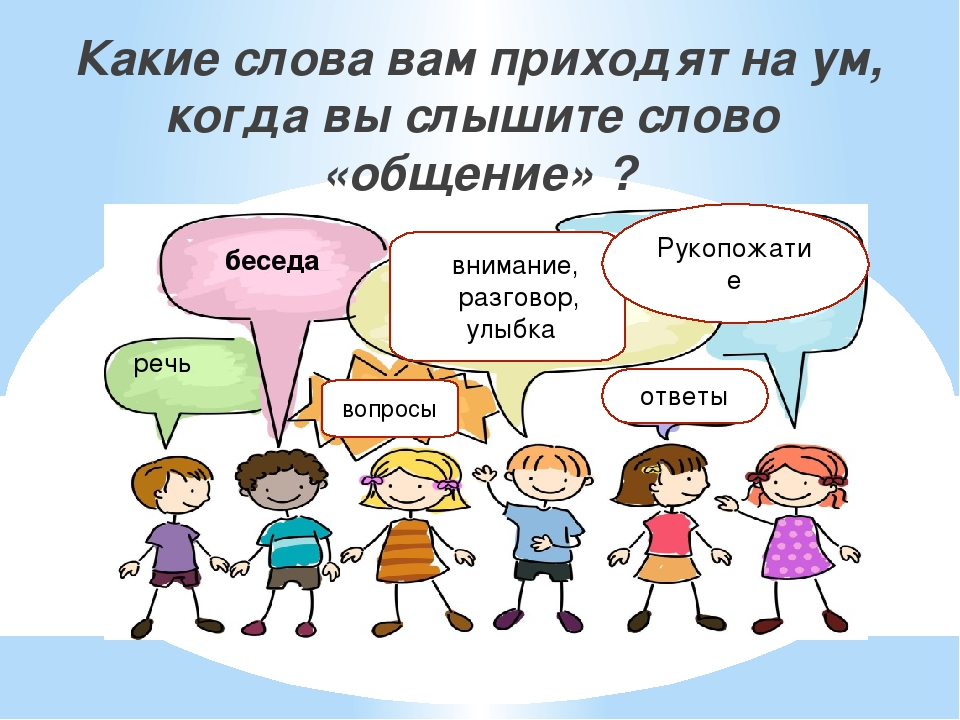 Какие слова вам приходят на ум,
когда вы слышите слово
«общение» ?
беседа
внимание,
разговор,
улыбка
Рукопожати
е
речь
вопросы
ответы